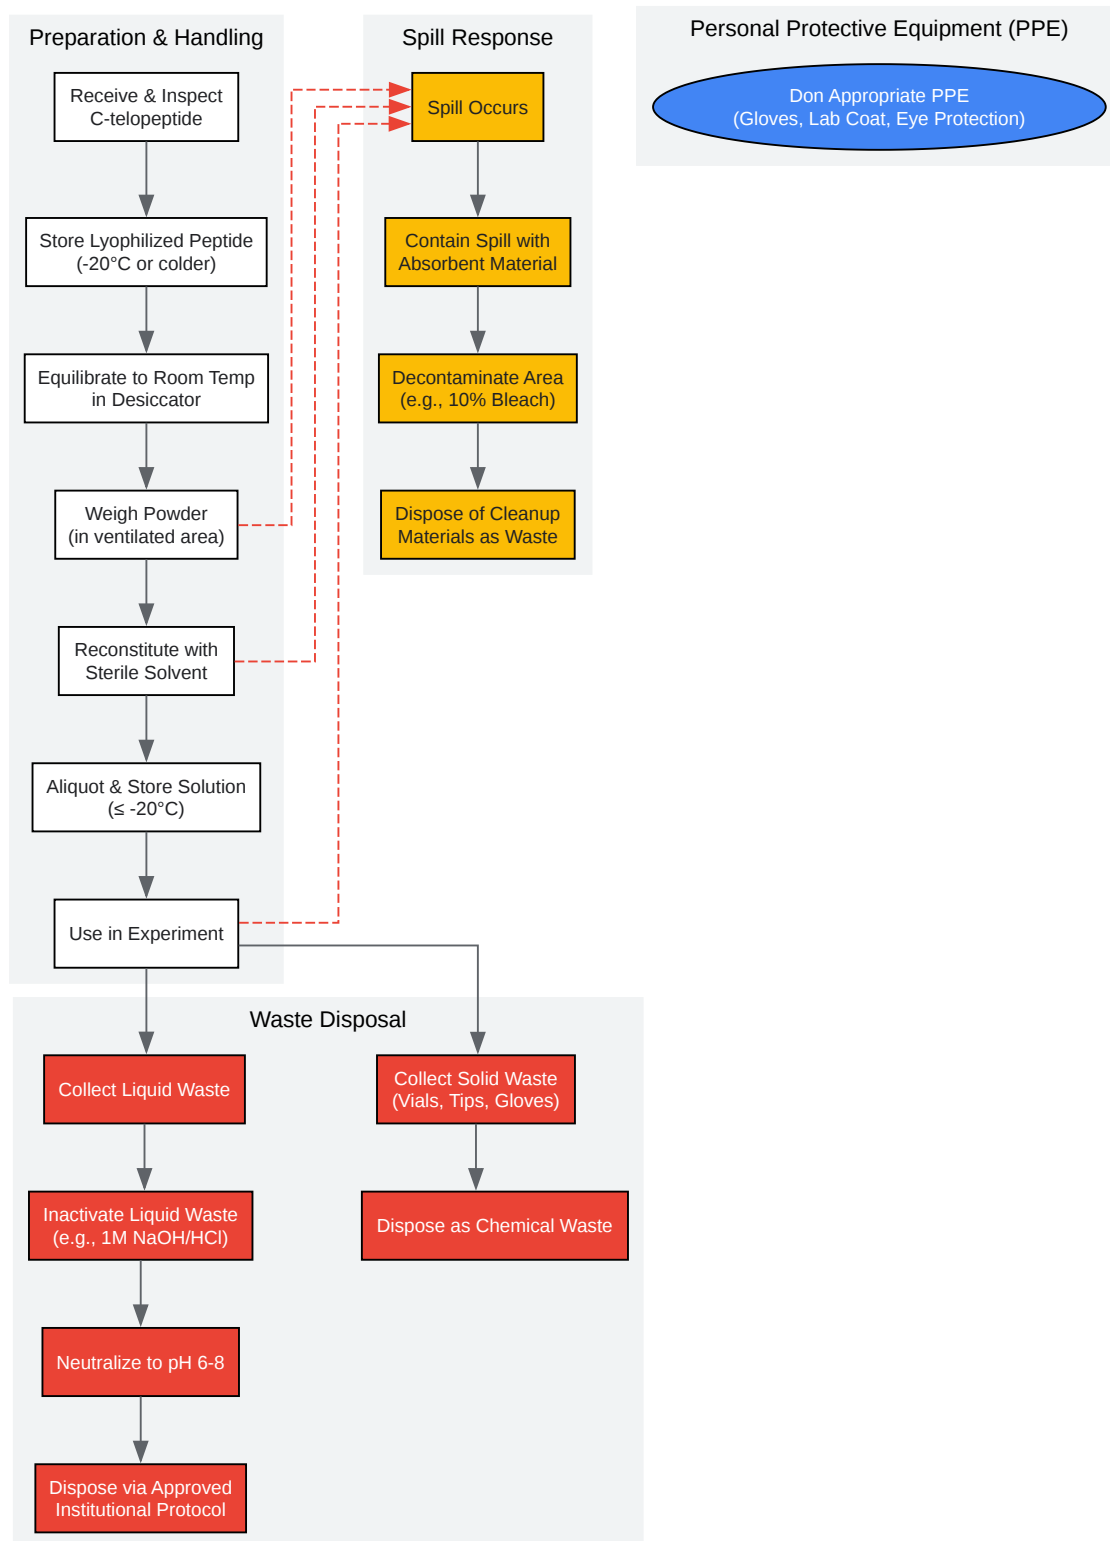 Preparation & Handling
Receive & Inspect
C-telopeptide
Store Lyophilized Peptide
(-20°C or colder)
Equilibrate to Room Temp
in Desiccator
Weigh Powder
(in ventilated area)
Reconstitute with
Sterile Solvent
Aliquot & Store Solution
(≤ -20°C)
Use in Experiment
Spill Response
Spill Occurs
Contain Spill with
Absorbent Material
Decontaminate Area
(e.g., 10% Bleach)
Dispose of Cleanup
Materials as Waste
Personal Protective Equipment (PPE)
Don Appropriate PPE
(Gloves, Lab Coat, Eye Protection)
Waste Disposal
Collect Liquid Waste
Inactivate Liquid Waste
(e.g., 1M NaOH/HCl)
Neutralize to pH 6-8
Dispose via Approved
Institutional Protocol
Collect Solid Waste
(Vials, Tips, Gloves)
Dispose as Chemical Waste